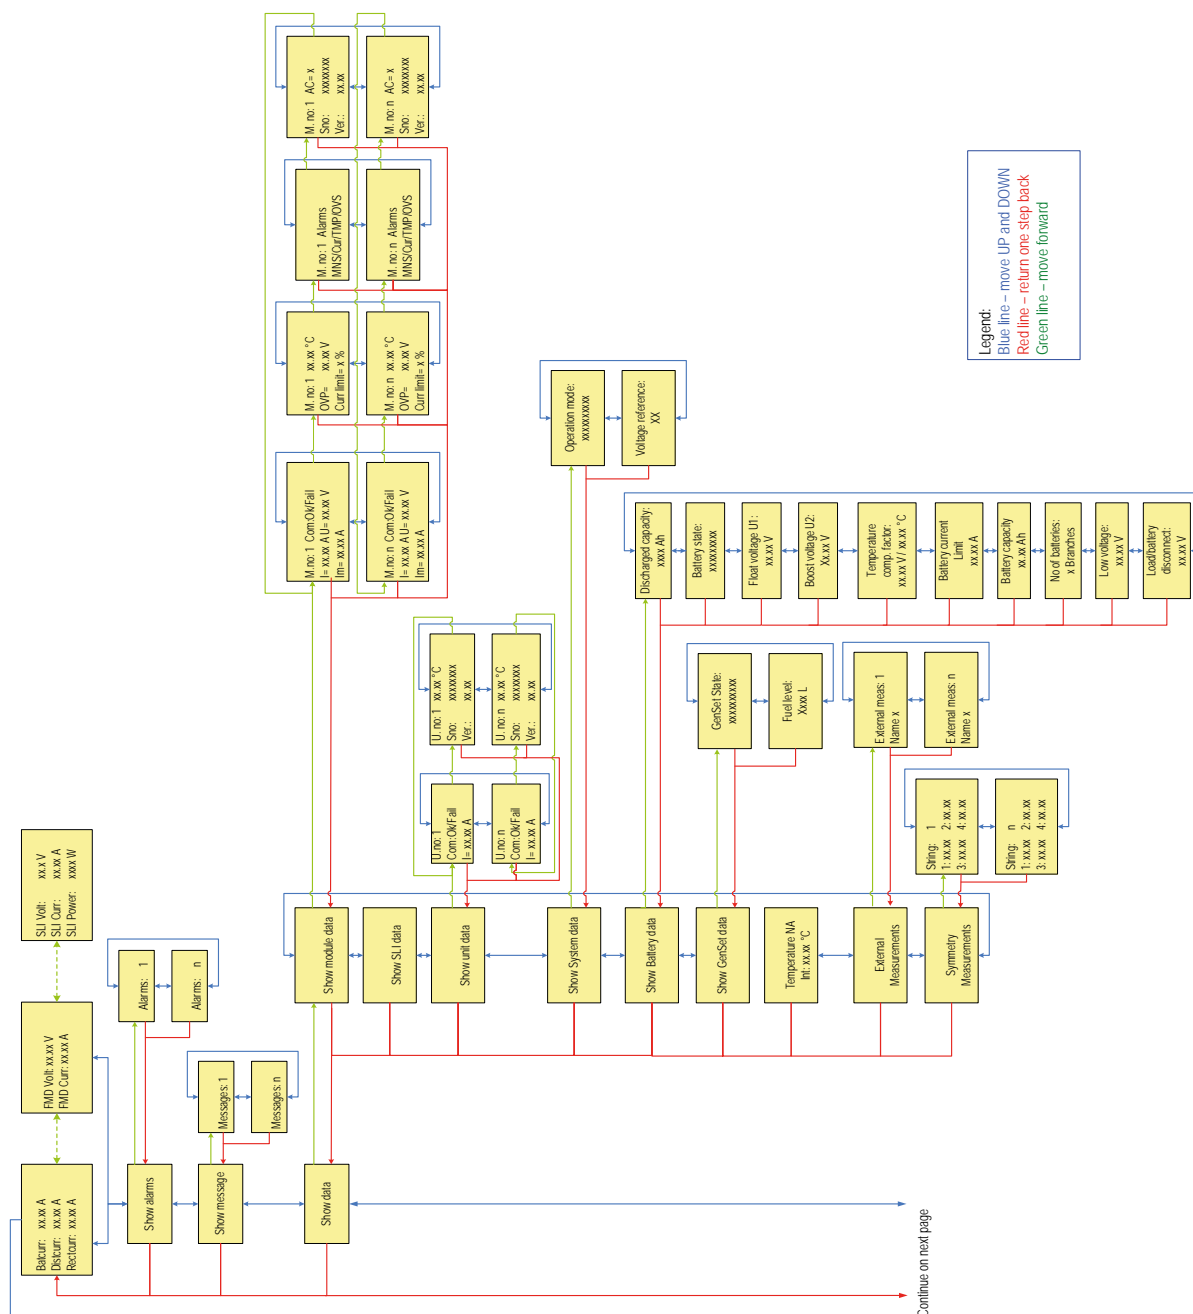 Batcurr: xx.xx A
Distcurr: xx.xx A
Rectcurr: xx.xx A
FMD Volt: xx.xx V
FMD Curr: xx.xx A
SLI Volt: xx.x V
SLI Curr: xx.xx A
SLI Power: xxxx W
Show alarms
Alarms: 1
Alarms: n
Show message
Messages: 1
Messages: n
Show data
Show module data
M. no: 1 Com:Ok/Fail
I= xx.xx A U= xx.xx V
Im= xx.xx A
M. no: 1 xx.xx °C
OVP= xx.xx V
Curr limit= x %
M. no: 1 Alarms
MNS/Cur/TMP/OVS
M. no: 1 AC= x
Sno: xxxxxxxx
Ver.: xx.xx
M. no: n Com:Ok/Fail
I= xx.xx A U= xx.xx V
Im= xx.xx A
M. no: n xx.xx °C
OVP= xx.xx V
Curr limit= x %
M. no: n Alarms
MNS/Cur/TMP/OVS
M. no: n AC= x
Sno: xxxxxxxx
Ver.: xx.xx
Show SLI data
Show unit data
U.no: 1
Com:Ok/Fail
I= xx.xx A
U. no: 1 xx.xx °C
Sno: xxxxxxxx
Ver.: xx.xx
U.no: n
Com:Ok/Fail
I= xx.xx A
U. no: n xx.xx °C
Sno: xxxxxxxx
Ver.: xx.xx
Show System data
Operation mode:
xxxxxxxxxx
Voltage reference:
XX
Show Battery data
Discharged capacity:
xxxx Ah
Battery state:
xxxxxxxx
Float voltage U1:
xx.xx V
Boost voltage U2:
Xx.xx V
Temperature
comp. factor:
xx.xx V / xx.xx °C
Battery current
Limit
xx.xx A
Battery capacity
xx.xx Ah
No of batteries:
x Branches
Low voltage:
xx.xx V
Load/battery
disconnect:
xx.xx V
Show GenSet data
GenSet State:
xxxxxxxxxx
Fuel level:
Xxxx L
Temperature NA
Int: xx.xx °C
External
Measurements
External meas: 1
Name x
External meas: n
Name x
Symmetry
Measurements
String: 1
1: xx.xx 2: xx.xx
3: xx.xx 4: xx.xx
String: n
1: xx.xx 2: xx.xx
3: xx.xx 4: xx.xx
Continue on next page
Legend:
Blue line – move UP and DOWN
Red line – return one step back
Green line – move forward